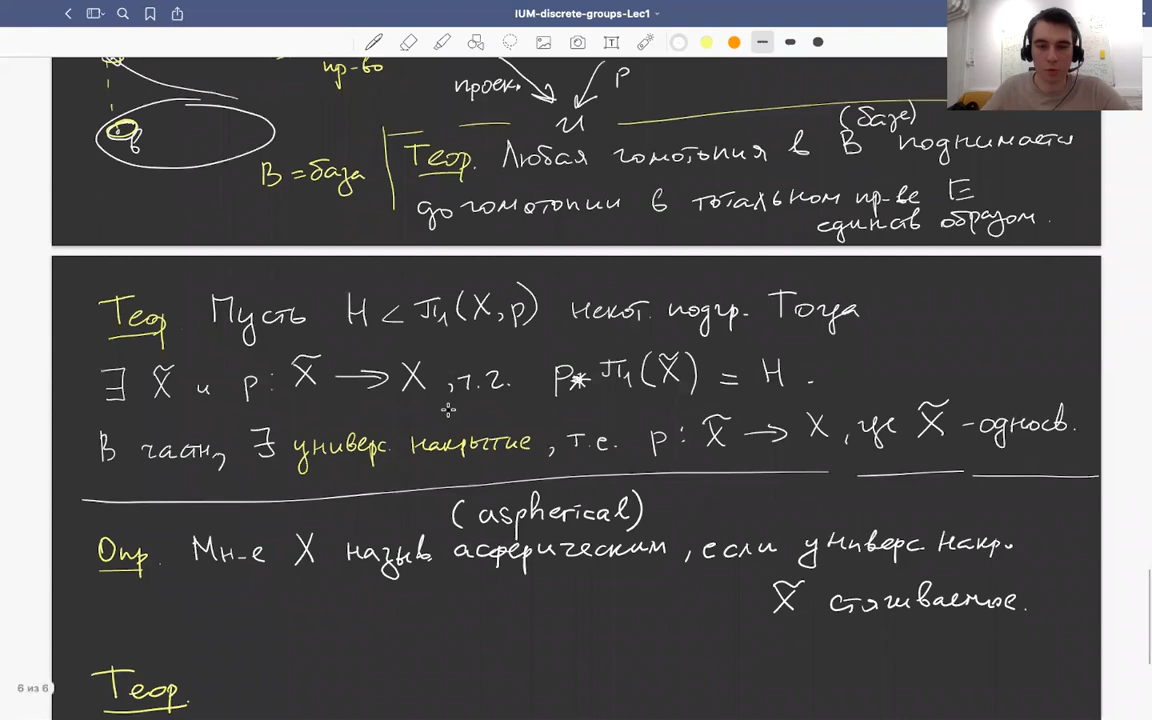 IUM-discrete-groups-Lec1
пр-во
проек.
p
U
b
B = база
Теор. Любая гомотопия в B (базе) поднимается
до гомотопии в тотальном пр-ве E
единств образом.
Теор Пусть H < π₁(X, p) некот. подгр. Тогда
∃ X̃ и p: X̃ → X, т.ч. p* π₁(X̃) = H.
В частн, ∃ универс. накрытие, т.е. p: X̃ → X, где X̃ - односв.
(aspherical)
Опр. Мн-е X назыв. асферическим, если универс накр.
X̃ стягиваемое.
6 из 6
Теор.